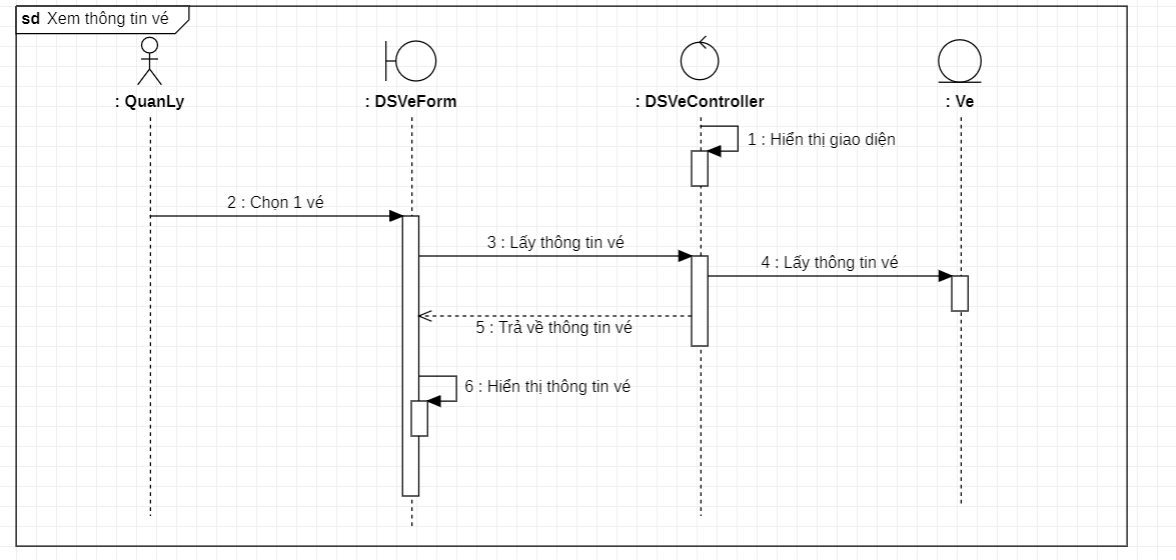 sd Xem thông tin vé
: QuanLy
: DSVeForm
: DSVeController
: Ve
1 : Hiển thị giao diện
2 : Chọn 1 vé
3 : Lấy thông tin vé
4 : Lấy thông tin vé
5 : Trả về thông tin vé
6 : Hiển thị thông tin vé